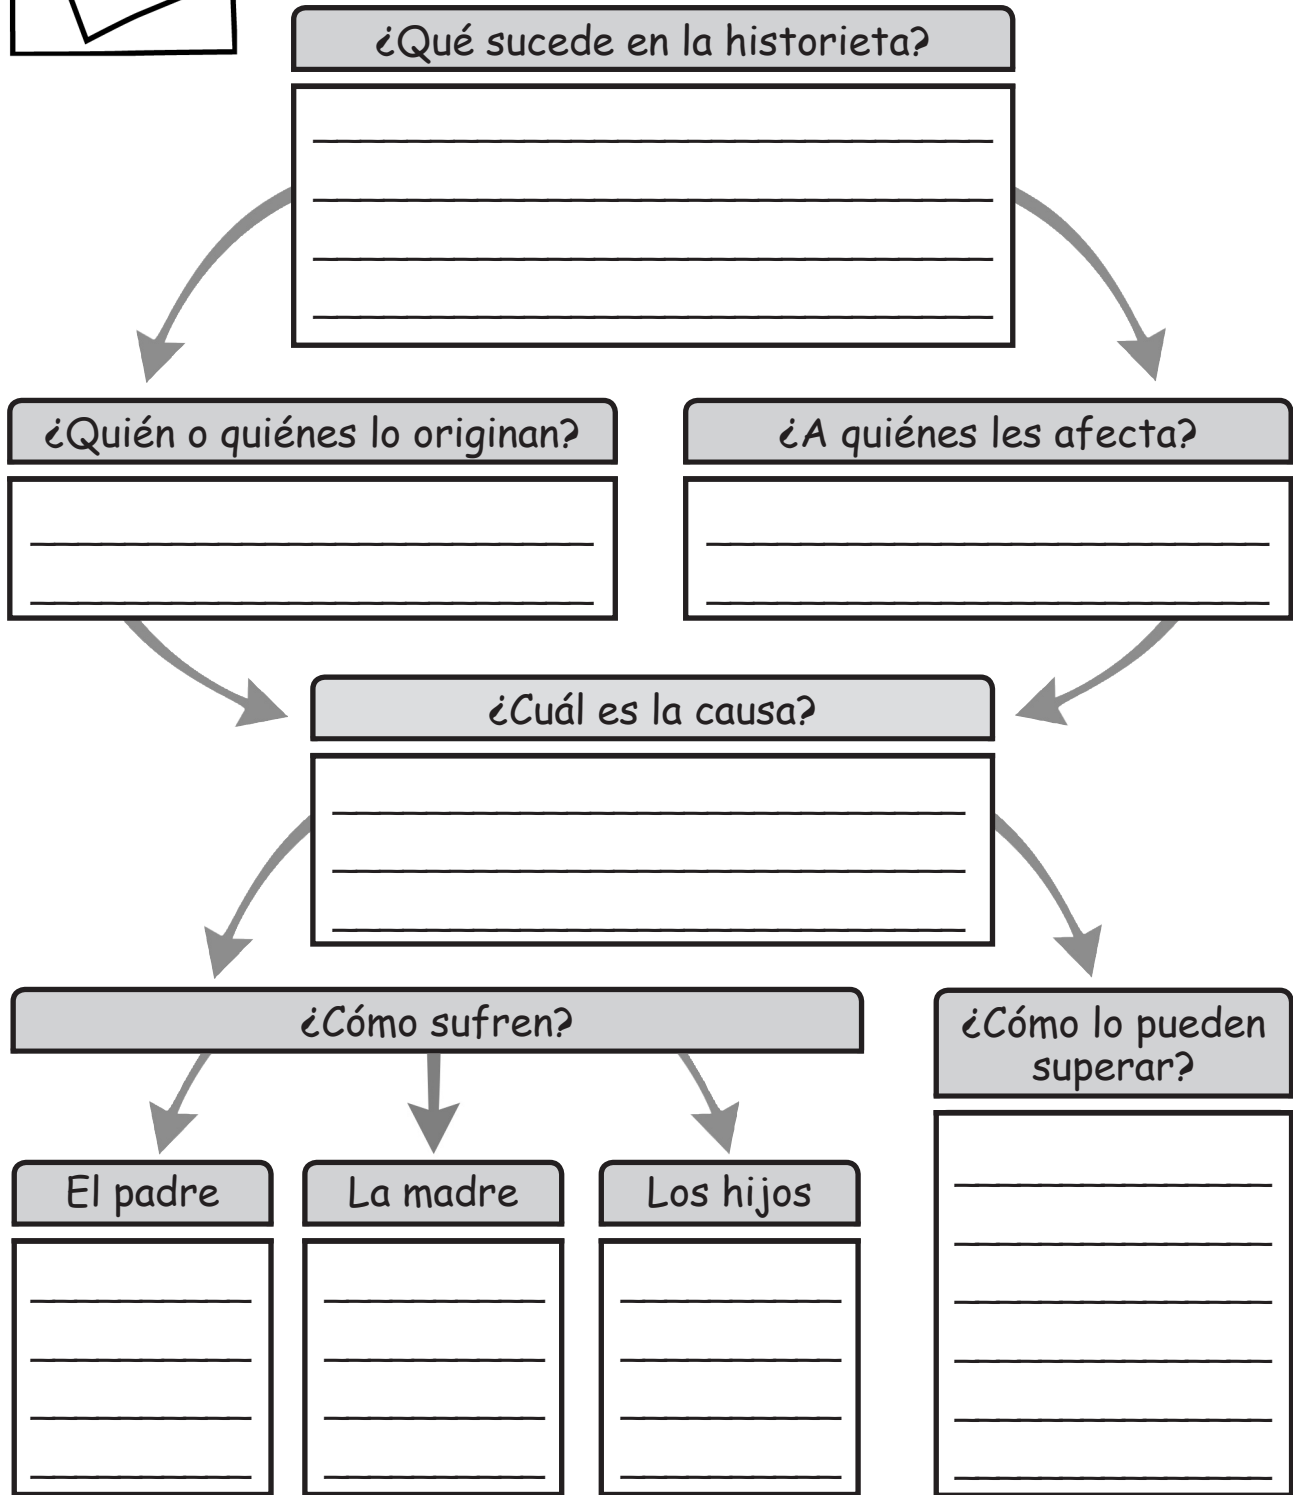 ¿Qué sucede en la historieta?
¿Quién o quiénes lo originan?
¿A quiénes les afecta?
¿Cuál es la causa?
¿Cómo sufren?
¿Cómo lo pueden
superar?
El padre
La madre
Los hijos